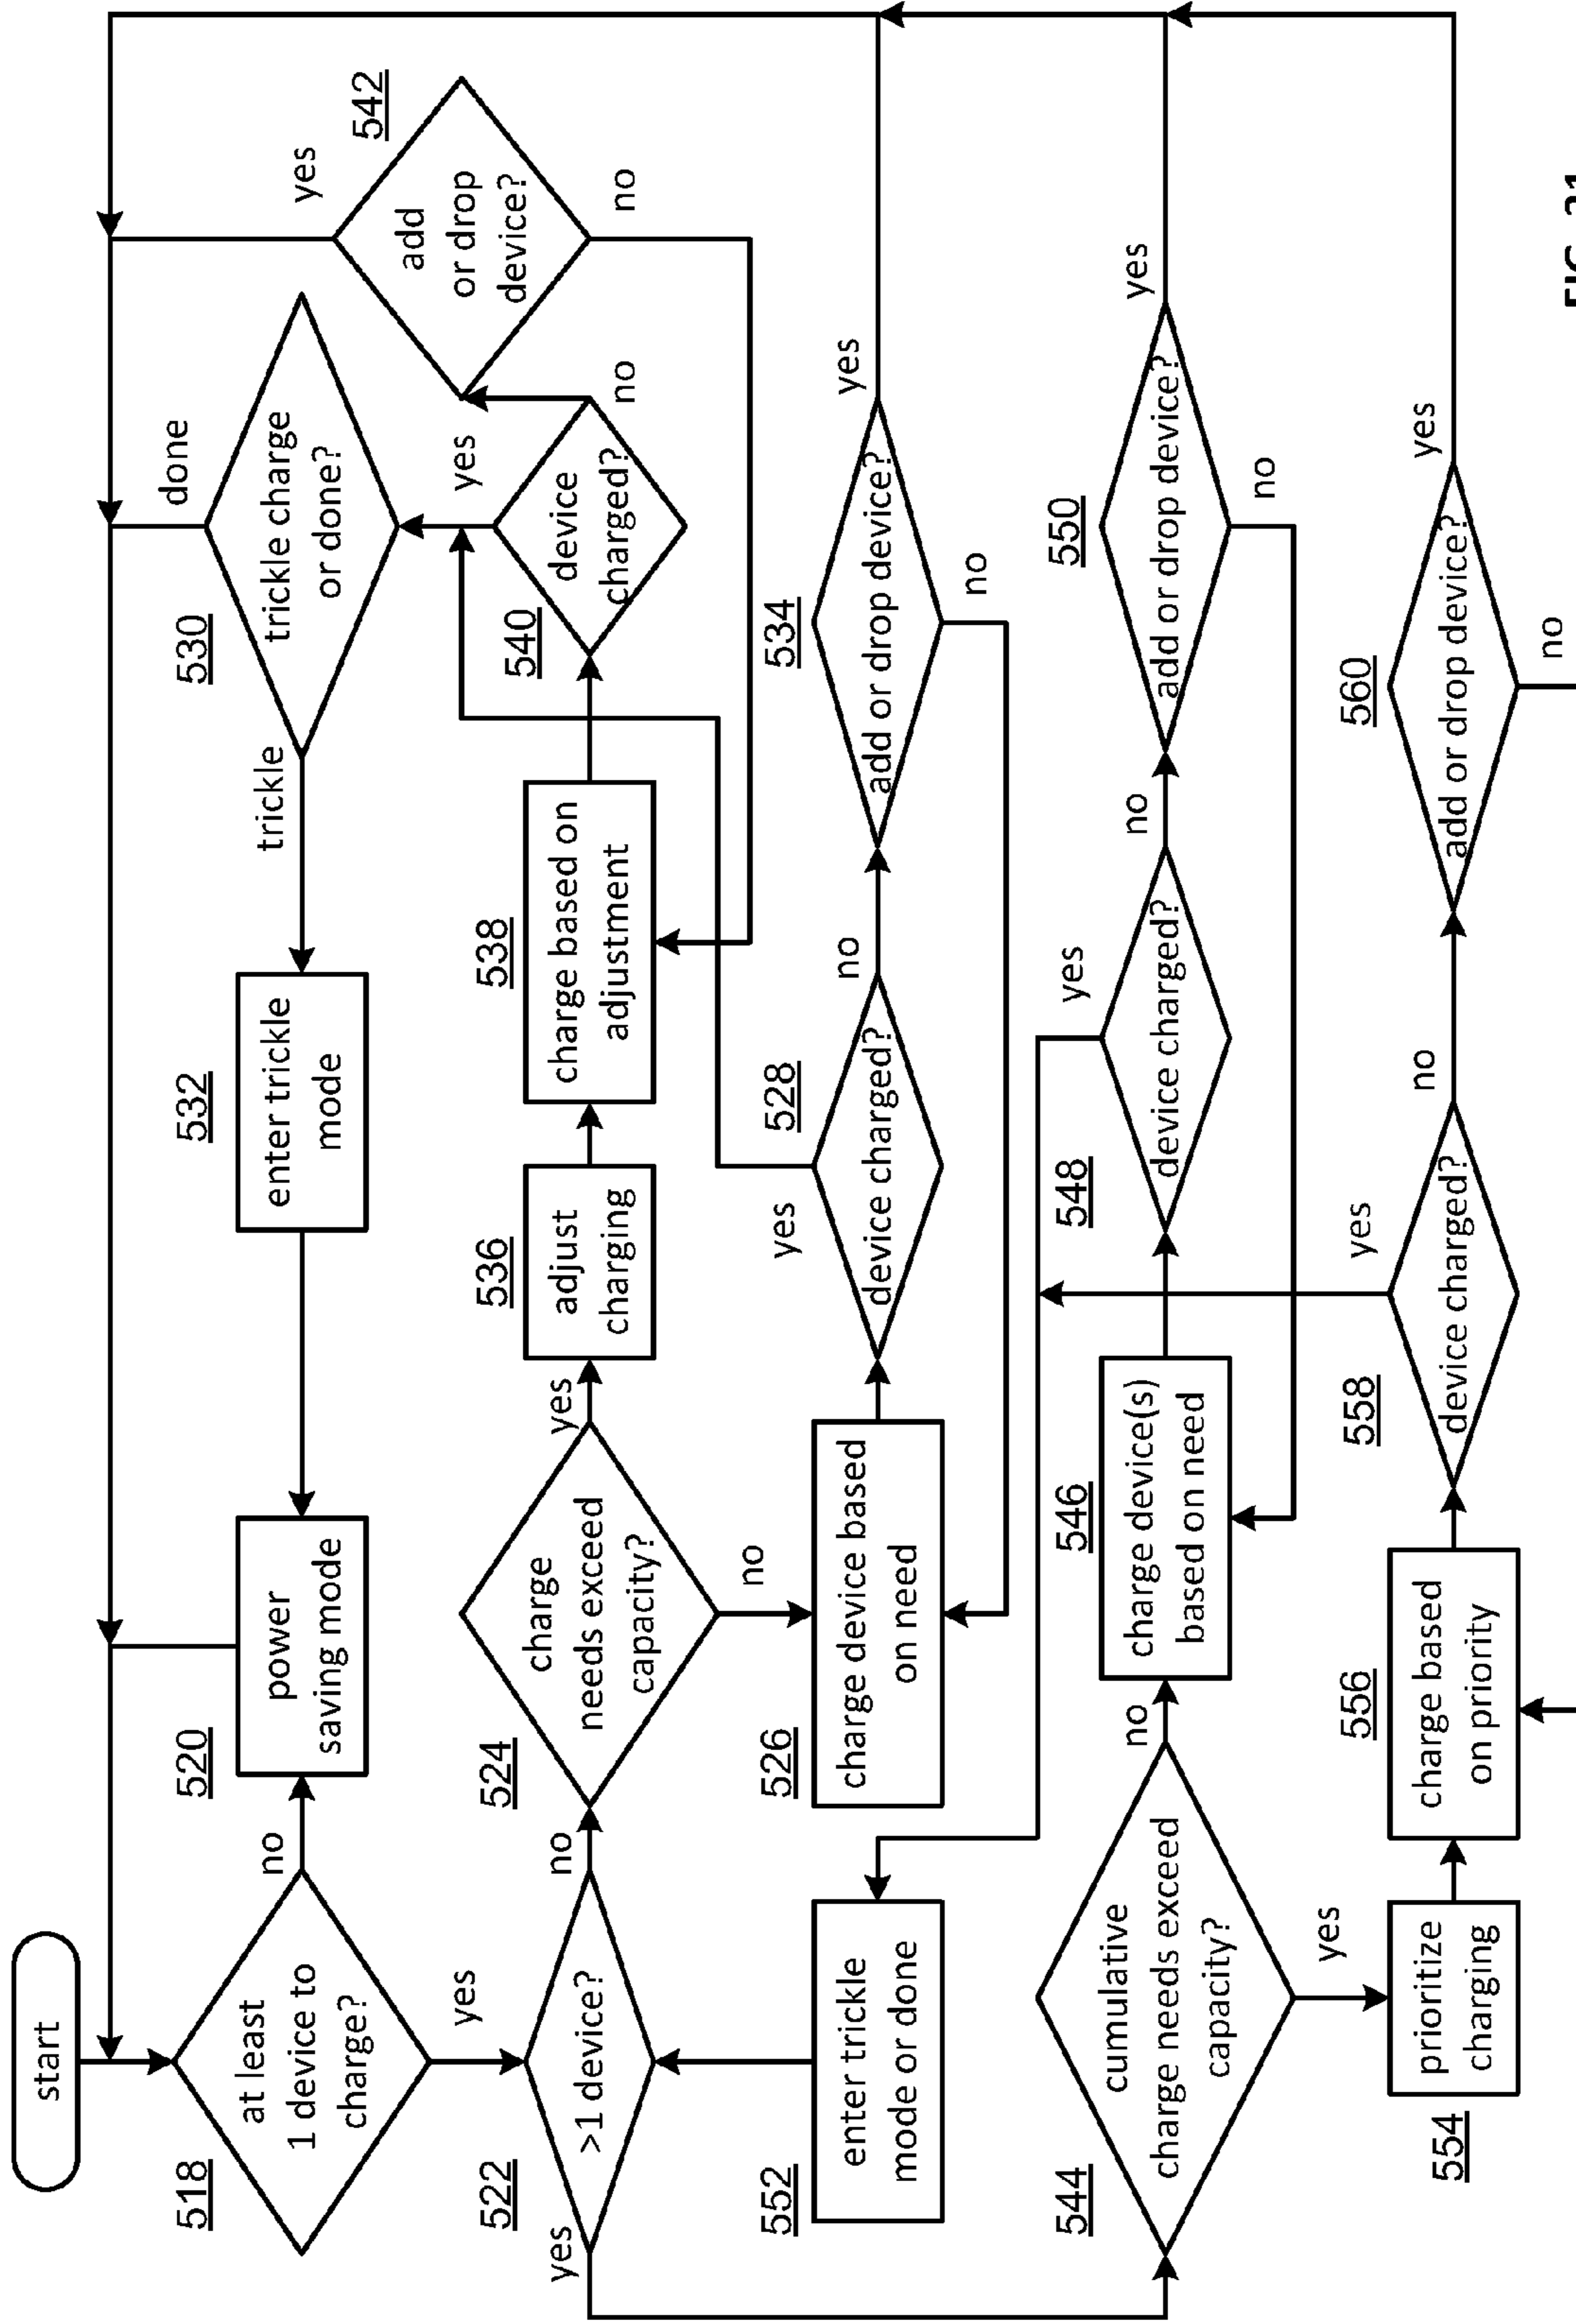 start
518
at least
1 device to
charge?
no
yes
520
power
saving mode
532
enter trickle
mode
trickle
530
trickle charge
or done?
done
yes
542
add
or drop
device?
no
522
>1 device?
yes
no
524
charge
needs exceed
capacity?
yes
no
536
adjust
charging
538
charge based on
adjustment
540
device
charged?
yes
no
552
enter trickle
mode or done
526
charge device based
on need
528
device charged?
yes
no
534
add or drop device?
yes
no
544
cumulative
charge needs exceed
capacity?
no
yes
546
charge device(s)
based on need
548
device charged?
yes
no
550
add or drop device?
yes
no
554
prioritize
charging
556
charge based
on priority
558
device charged?
yes
no
560
add or drop device?
yes
no